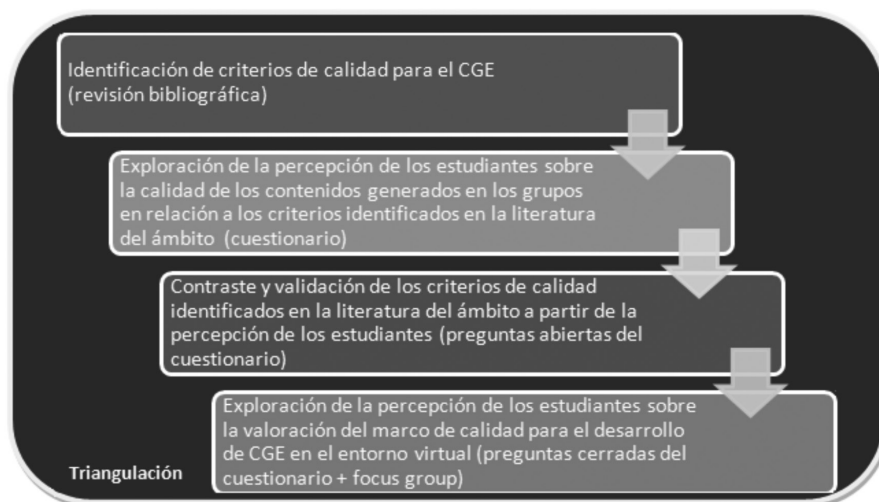 Identificación de criterios de calidad para el CGE
(revisión bibliográfica)
Exploración de la percepción de los estudiantes sobre
la calidad de los contenidos generados en los grupos
en relación a los criterios identificados en la literatura
del ámbito (cuestionario)
Contraste y validación de los criterios de calidad
identificados en la literatura del ámbito a partir de la
percepción de los estudiantes (preguntas abiertas del
cuestionario)
Exploración de la percepción de los estudiantes sobre
la valoración del marco de calidad para el desarrollo
de CGE en el entorno virtual (preguntas cerradas del
cuestionario + focus group)
Triangulación